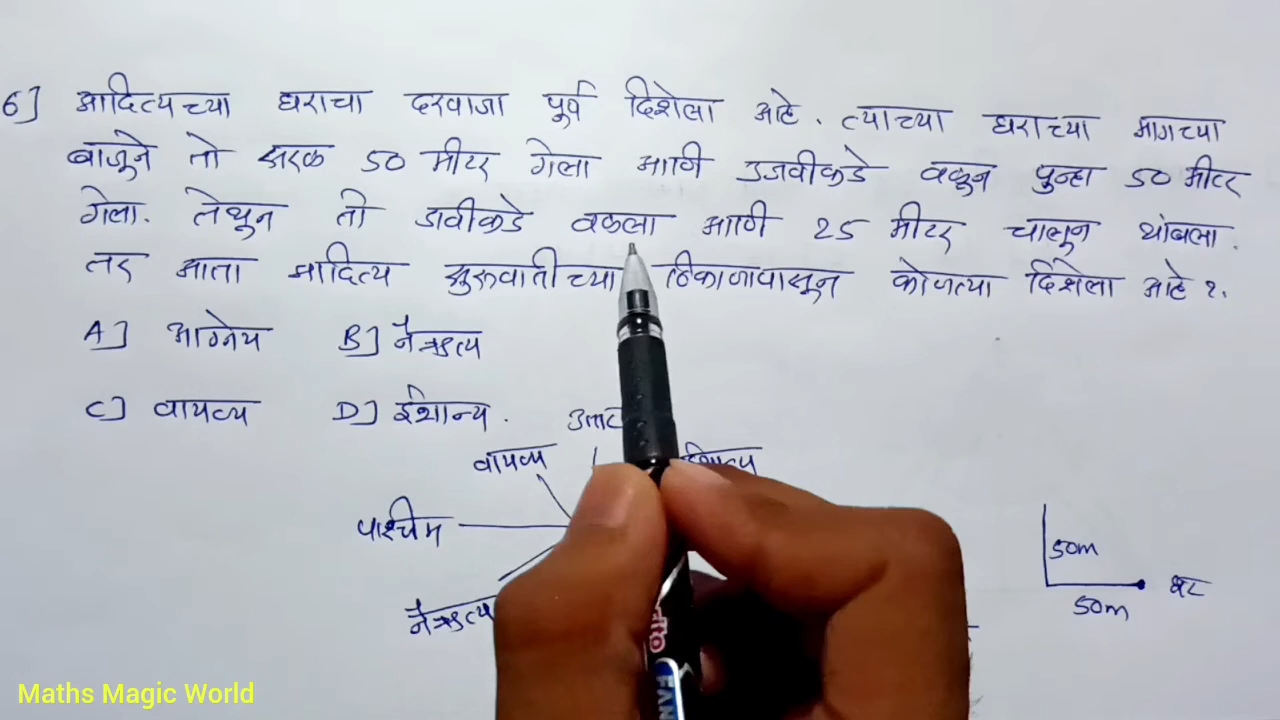 6] आदित्यच्या घराचा दरवाजा पूर्व दिशेला आहे. त्याच्या घराच्या मागच्या
बाजूने तो सरळ 50 मीटर गेला आणि उजवीकडे वळून पुन्हा 50 मीटर
गेला. तेथून तो डावीकडे वळला आणि 25 मीटर चालून थांबला.
तर आता आदित्य सुरुवातीच्या ठिकाणापासून कोणत्या दिशेला आहे ?.
A] आग्नेय B] नैऋत्य
C] वायव्य D] ईशान्य.
वायव्य
पश्चिम
नैऋत्य
50m
50m घर
FAN
Maths Magic World